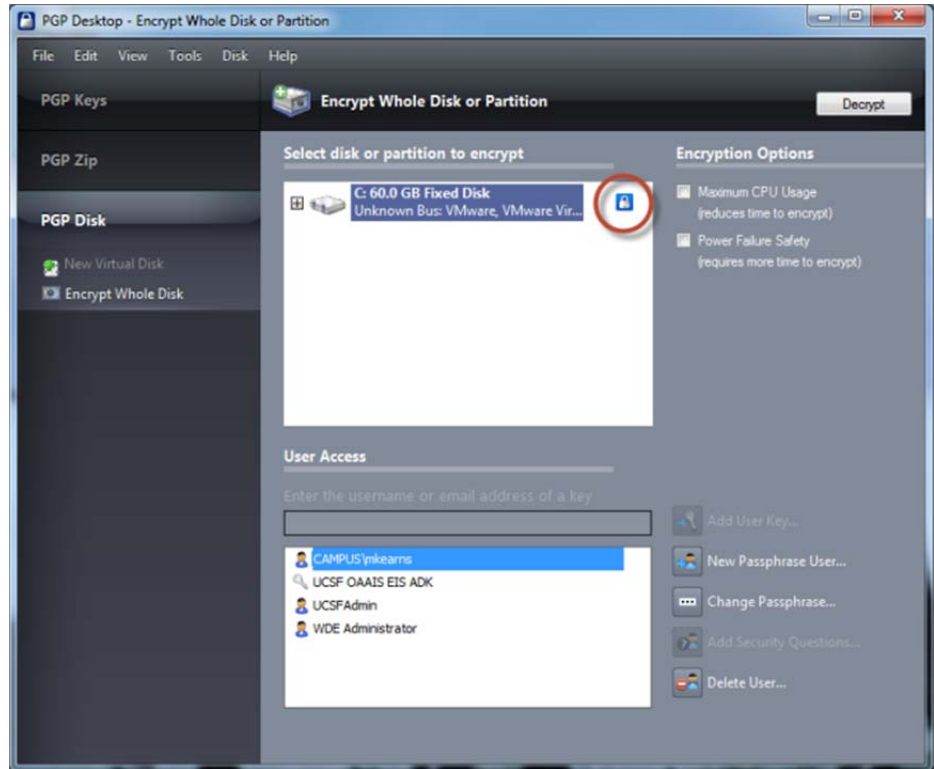 PGP Desktop - Encrypt Whole Disk or Partition
File Edit View Tools Disk Help
PGP Keys
Encrypt Whole Disk or Partition
Decrypt
PGP Zip
Select disk or partition to encrypt
Encryption Options
C: 60.0 GB Fixed Disk
Unknown Bus: VMware, VMware Vir...
Maximum CPU Usage
(reduces time to encrypt)
PGP Disk
Power Failure Safety
(requires more time to encrypt)
New Virtual Disk
Encrypt Whole Disk
User Access
Enter the username or email address of a key
Add User Key...
CAMPUS\mkearns
New Passphrase User...
UCSF OAAIS EIS ADK
UCSFAdmin
Change Passphrase...
WDE Administrator
Add Security Questions...
Delete User...